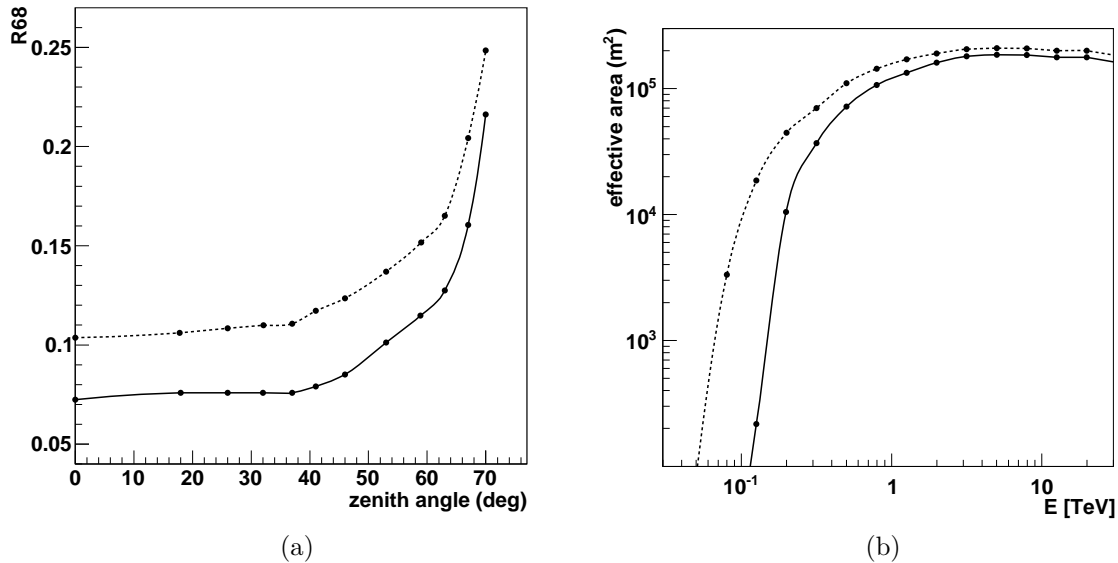 R68
0.25
0.2
0.15
0.1
0.05
0 10 20 30 40 50 60 70
zenith angle (deg)
(a)
effective area (m²)
10⁵
10⁴
10³
10⁻¹ 1 10
E [TeV]
(b)